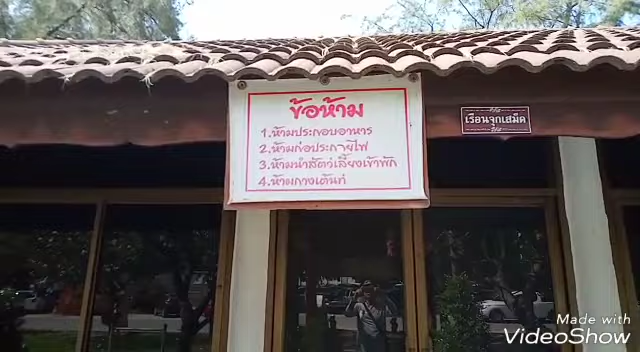 ข้อห้าม
1.ห้ามประกอบอาหาร
2.ห้ามก่อประกายไฟ
3.ห้ามนำสัตว์เลี้ยงเข้าพัก
4.ห้ามกางเต้นท์
เรือนจุกเสม็ด
Made with
VideoShow